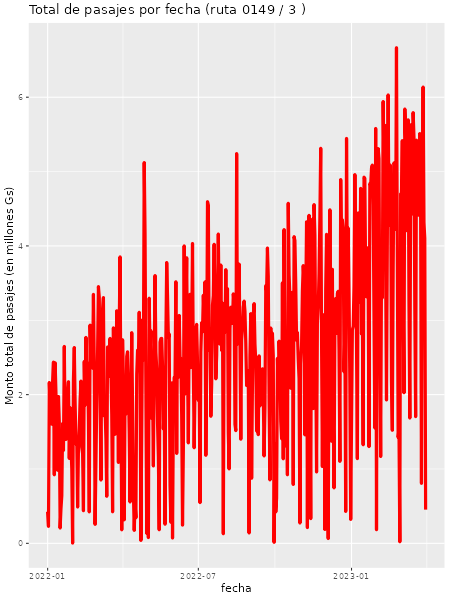 Total de pasajes por fecha (ruta 0149 / 3 )
Monto total de pasajes (en millones Gs)
6
4
2
0
2022-01
2022-07
2023-01
fecha